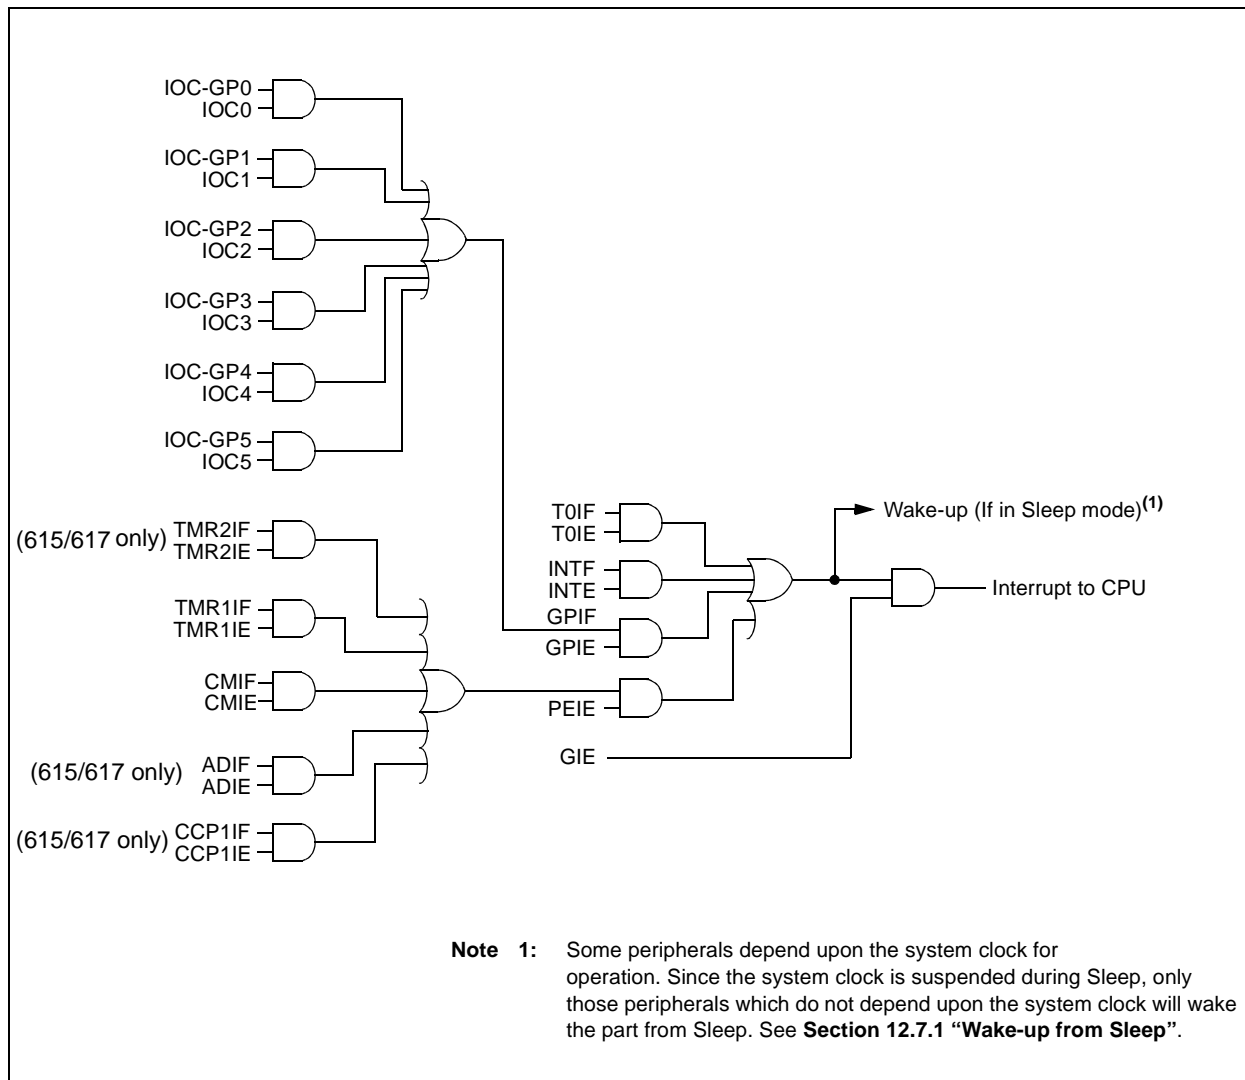 IOC-GP0
IOC0
IOC-GP1
IOC1
IOC-GP2
IOC2
IOC-GP3
IOC3
IOC-GP4
IOC4
IOC-GP5
IOC5
(615/617 only) TMR2IF
TMR2IE
TMR1IF
TMR1IE
CMIF
CMIE
(615/617 only) ADIF
ADIE
(615/617 only) CCP1IF
CCP1IE
T0IF
T0IE
INTF
INTE
GPIF
GPIE
PEIE
GIE
Wake-up (If in Sleep mode)(1)
Interrupt to CPU
Note 1: Some peripherals depend upon the system clock for
operation. Since the system clock is suspended during Sleep, only
those peripherals which do not depend upon the system clock will wake
the part from Sleep. See Section 12.7.1 “Wake-up from Sleep”.